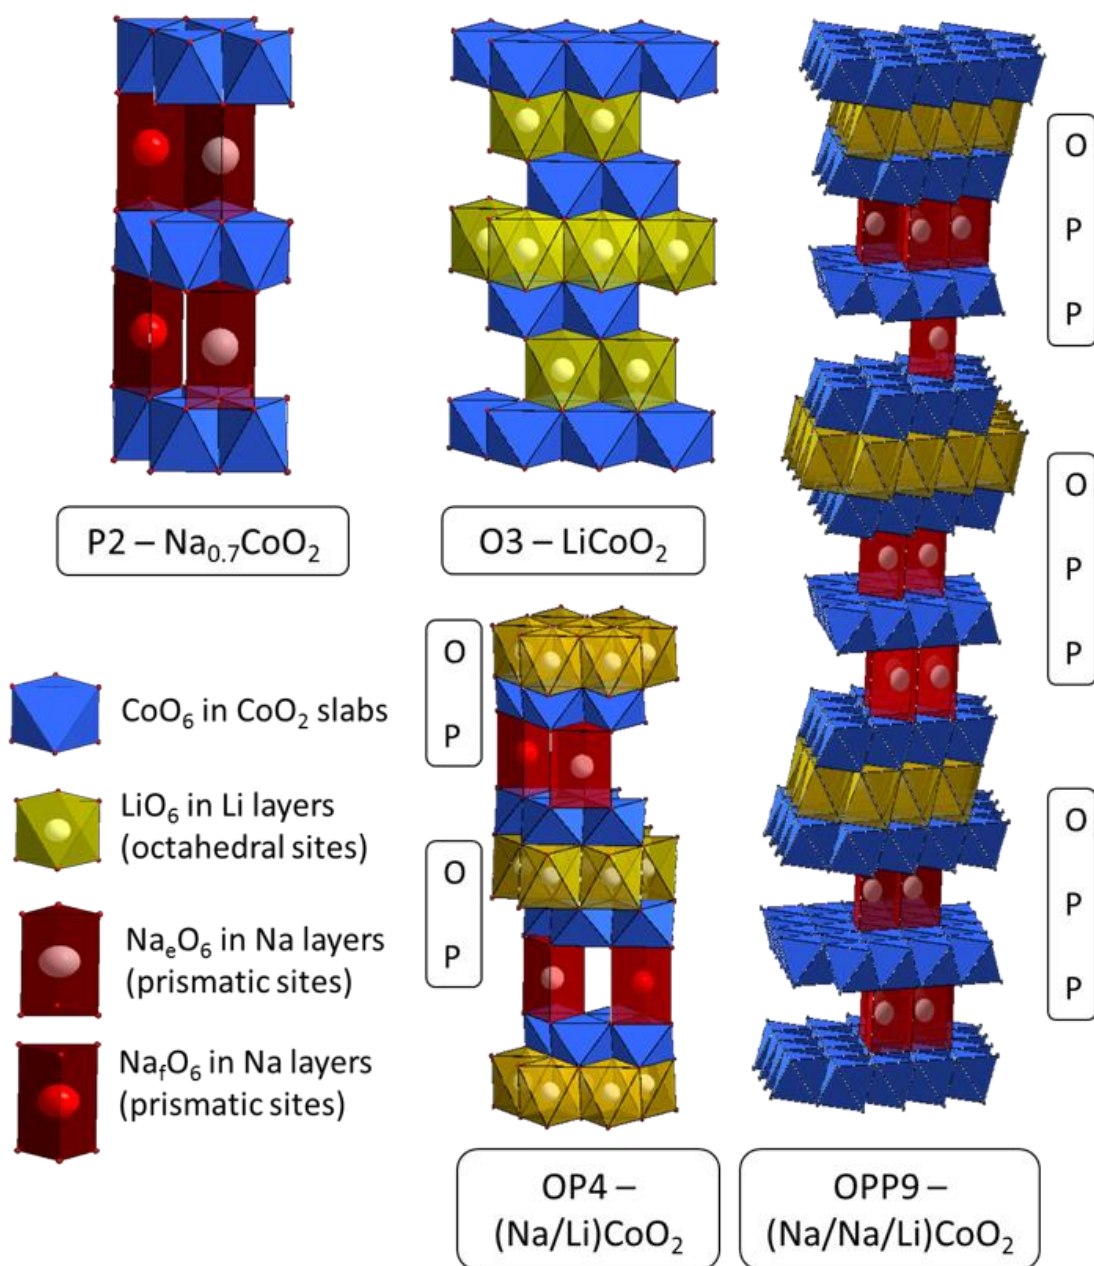 P2 – Na₀.₇CoO₂
O3 – LiCoO₂
CoO₆ in CoO₂ slabs
LiO₆ in Li layers
(octahedral sites)
NaₑO₆ in Na layers
(prismatic sites)
Na_fO₆ in Na layers
(prismatic sites)
O
P
O
P
OP4 –
(Na/Li)CoO₂
O
P
P
O
P
P
O
P
P
OPP9 –
(Na/Na/Li)CoO₂